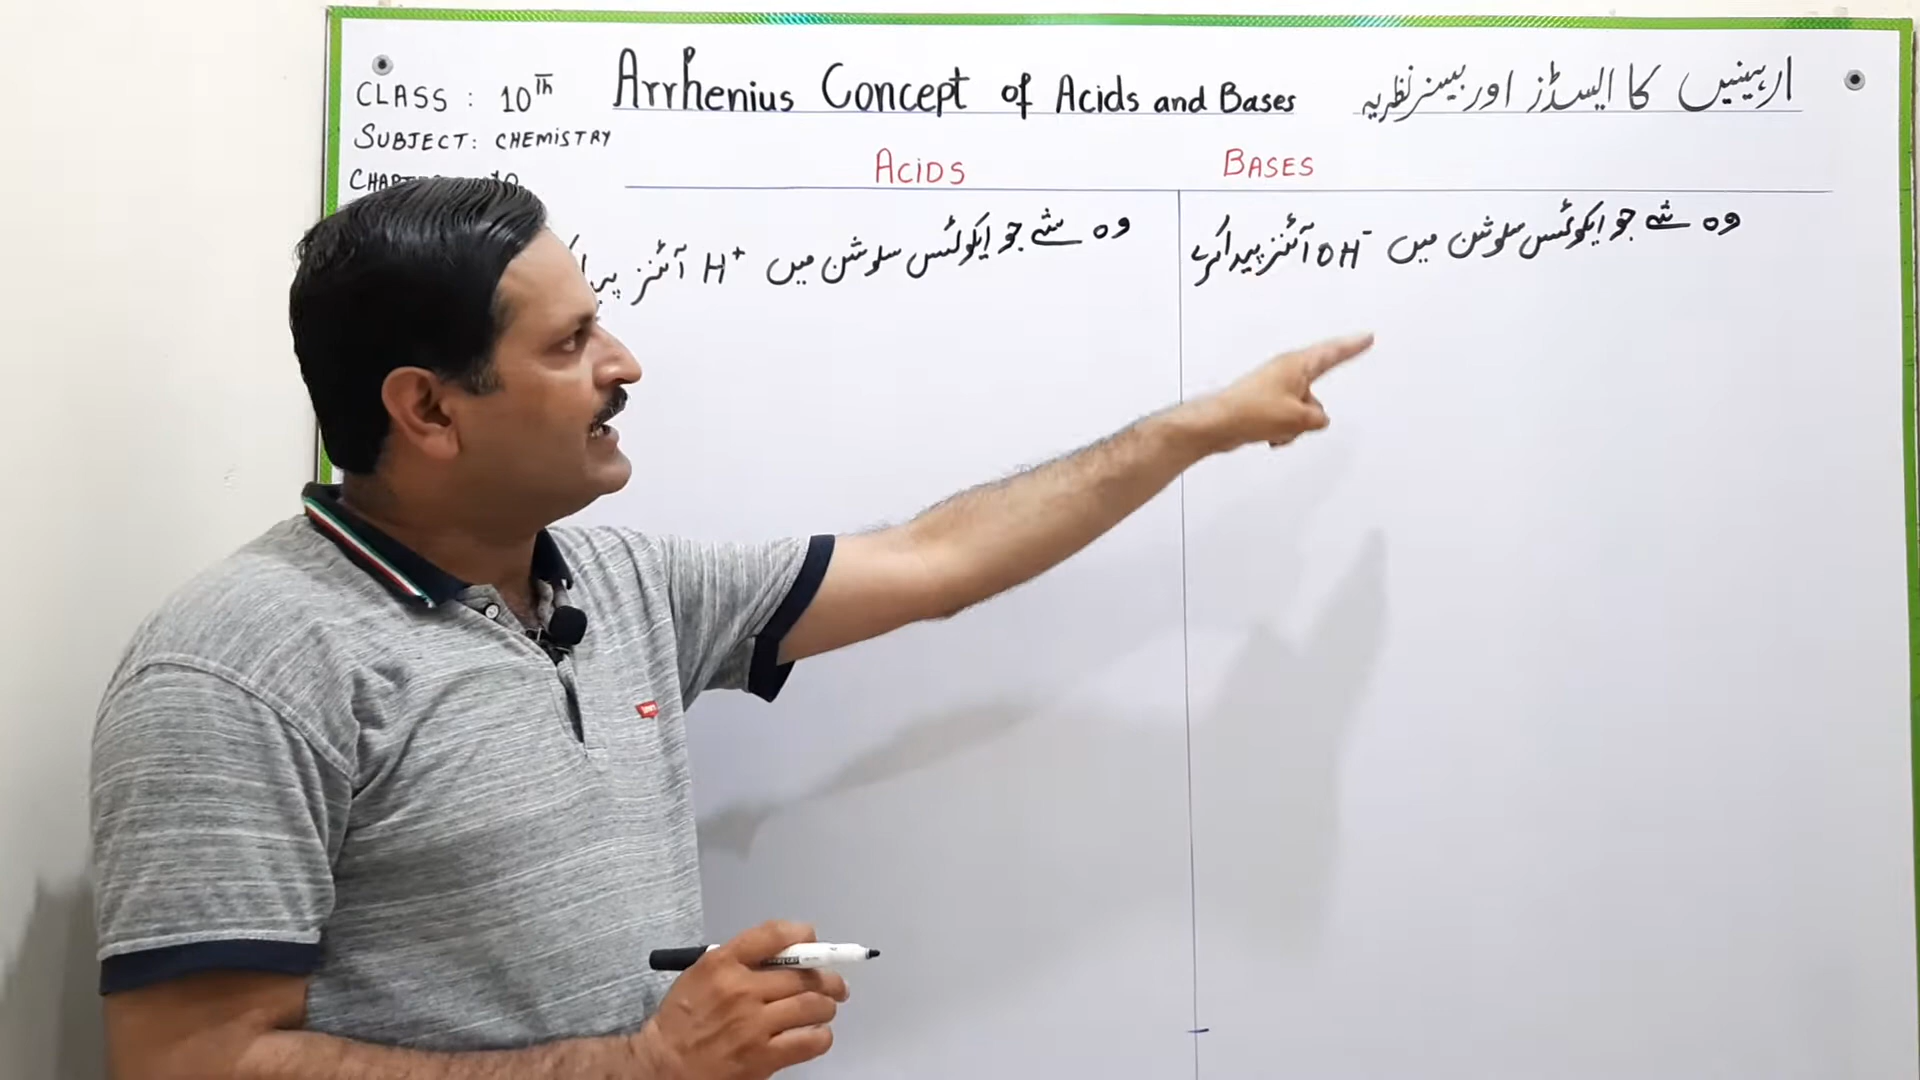 CLASS : 10Th
Arrhenius Concept of Acids and Bases
ارہینیس کا ایسڈز اور بیسز نظریہ
SUBJECT: CHEMISTRY
ACIDS
BASES
وہ شے جو ایکوئس سلوشن میں H+ آئنز
وہ شے جو ایکوئس سلوشن میں OH- آئنز پیدا کرے